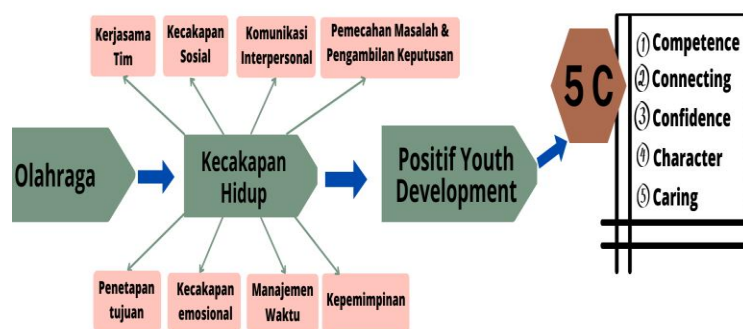 Kerjasama
Tim
Kecakapan
Sosial
Komunikasi
Interpersonal
Pemecahan Masalah &
Pengambilan Keputusan
Olahraga
Kecakapan
Hidup
Positif Youth
Development
5 C
① Competence
② Connecting
③ Confidence
④ Character
⑤ Caring
Penetapan
tujuan
Kecakapan
emosional
Manajemen
Waktu
Kepemimpinan